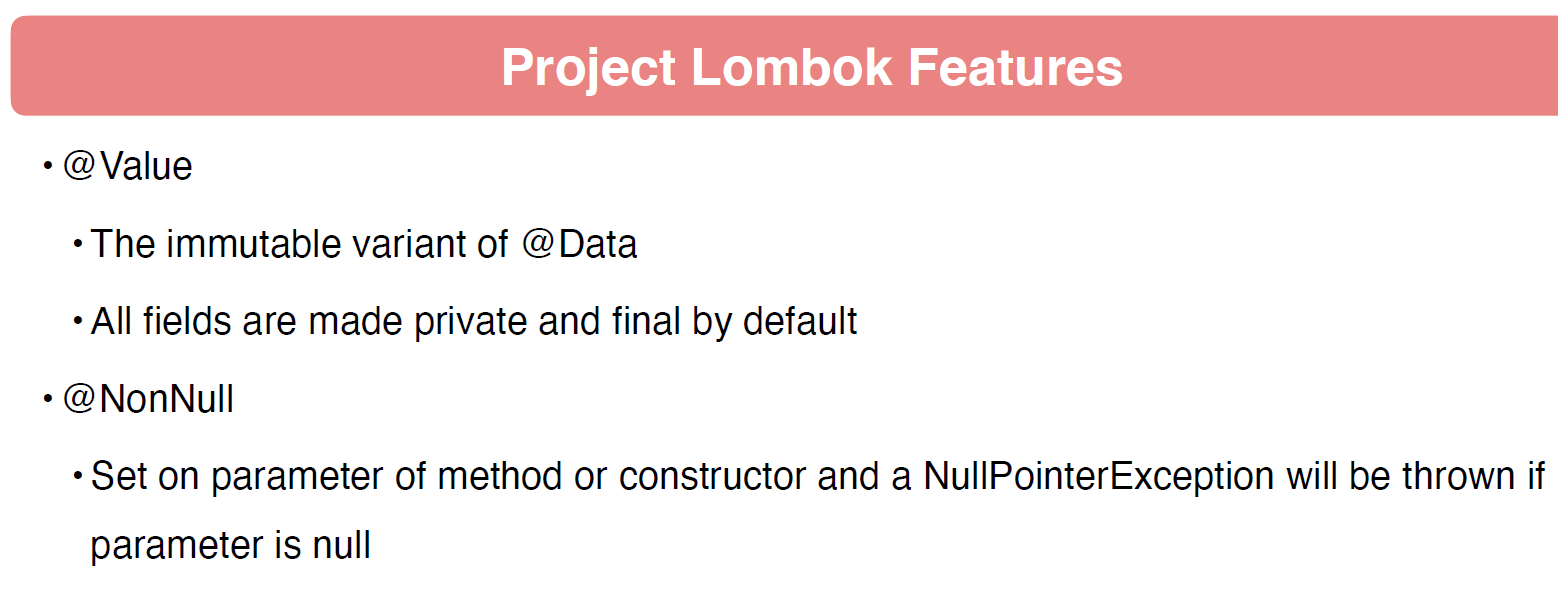 Project Lombok Features
• @Value
• The immutable variant of @Data
• All fields are made private and final by default
• @NonNull
• Set on parameter of method or constructor and a NullPointerException will be thrown if
parameter is null